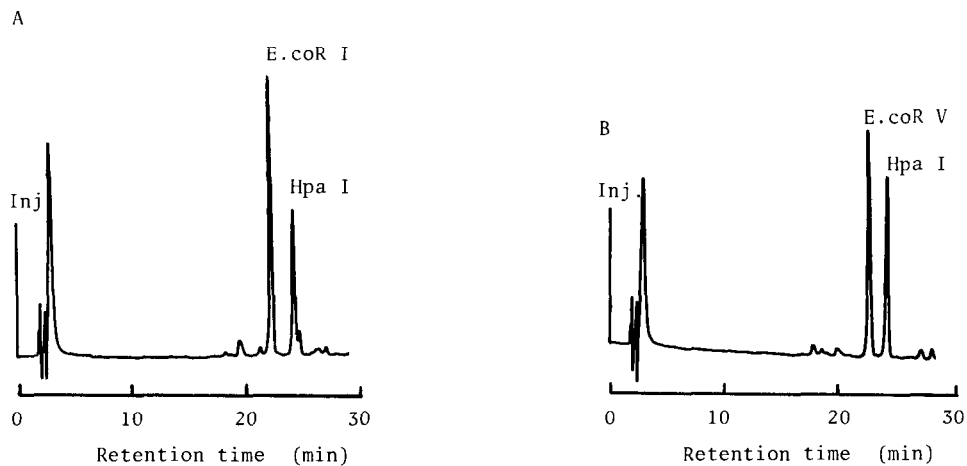 A
E.coR I
Hpa I
Inj
0 10 20 30
Retention time (min)
B
E.coR V
Hpa I
Inj.
0 10 20 30
Retention time (min)